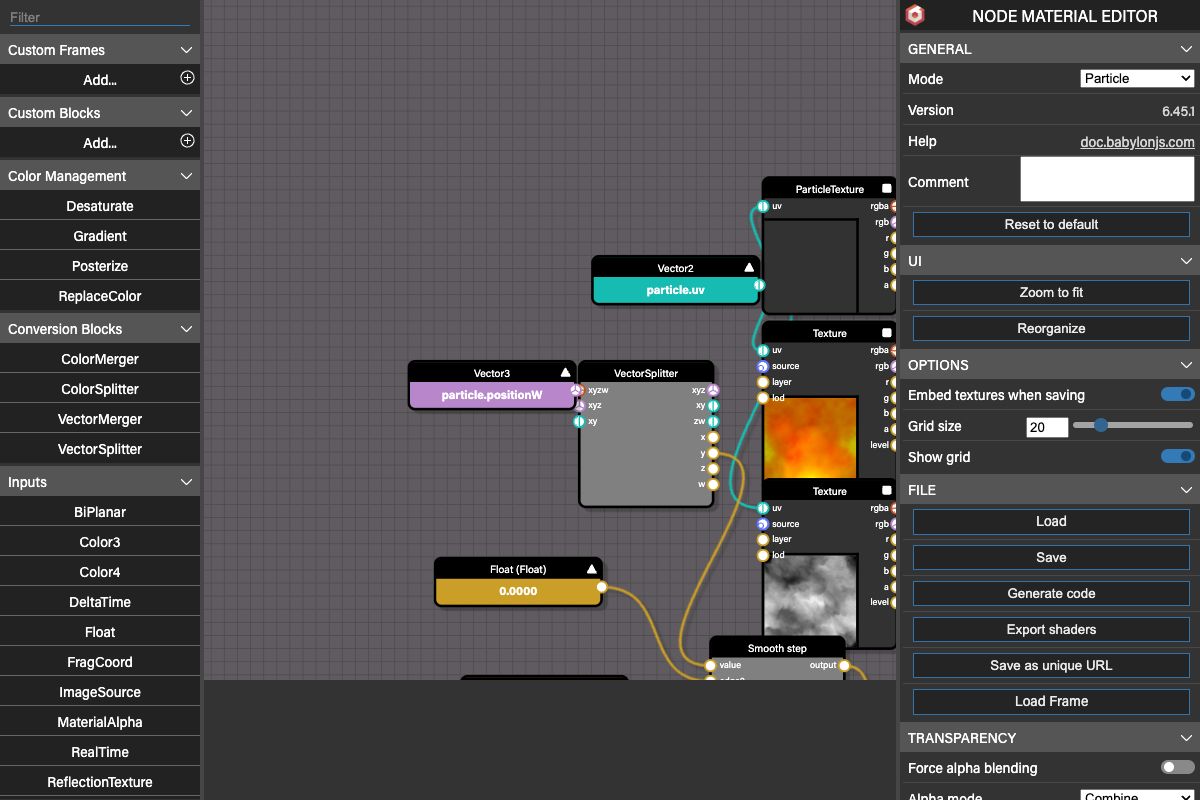 Filter
Custom Frames
Add...
Custom Blocks
Add...
Color Management
Desaturate
Gradient
Posterize
ReplaceColor
Conversion Blocks
ColorMerger
ColorSplitter
VectorMerger
VectorSplitter
Inputs
BiPlanar
Color3
Color4
DeltaTime
Float
FragCoord
ImageSource
MaterialAlpha
RealTime
ReflectionTexture
ParticleTexture
uv rgba
rgb
r
g
b
a
Vector2
particle.uv
Texture
uv rgba
source rgb
layer r
lod g
b
a
level
Vector3
particle.positionW
VectorSplitter
xyzw xyz
xyz xy
xy zw
x
y
z
w
Texture
uv rgba
source rgb
layer r
lod g
b
a
level
Float (Float)
0.0000
Smooth step
value output
NODE MATERIAL EDITOR
GENERAL
Mode Particle
Version 6.45.1
Help doc.babylonjs.com
Comment
Reset to default
UI
Zoom to fit
Reorganize
OPTIONS
Embed textures when saving
Grid size 20
Show grid
FILE
Load
Save
Generate code
Export shaders
Save as unique URL
Load Frame
TRANSPARENCY
Force alpha blending
Alpha mode Combine